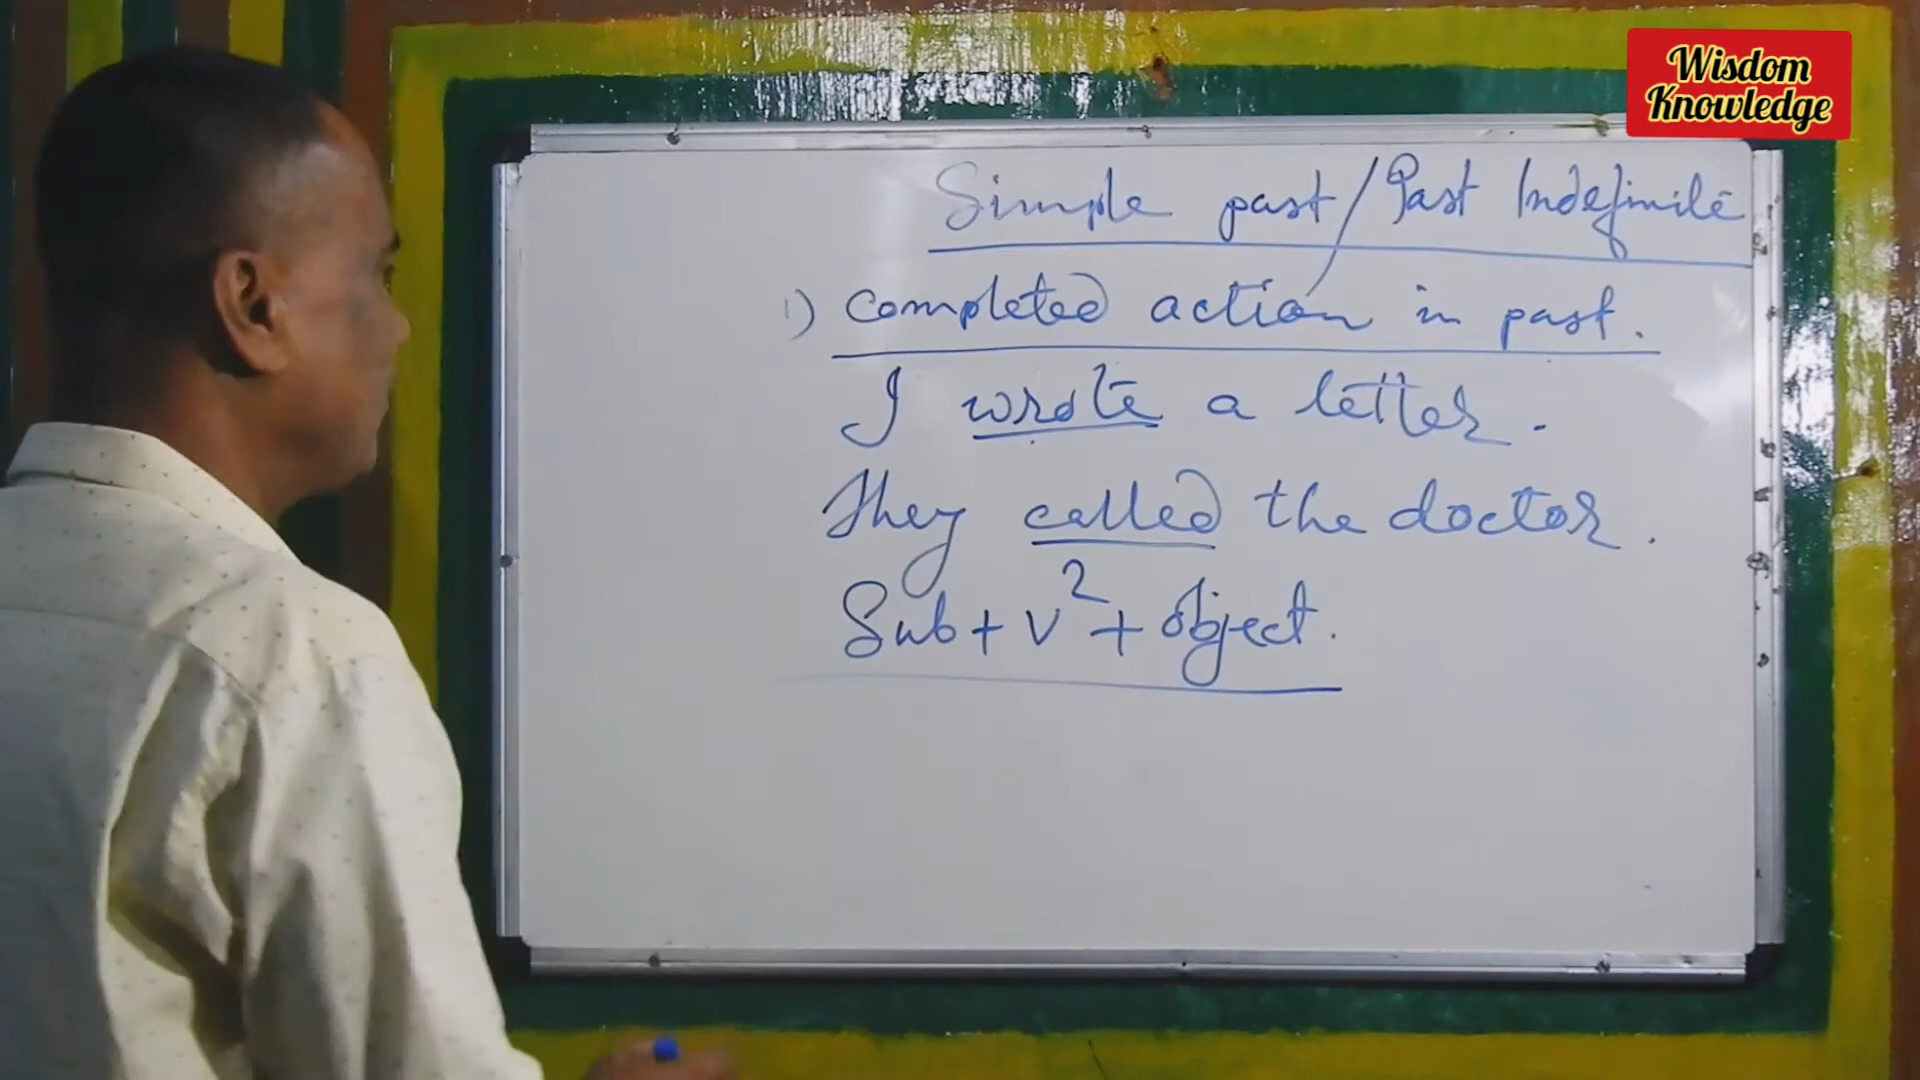 Wisdom
Knowledge
Simple past / Past Indefinite
1) completed action in past.
I wrote a letter.
They called the doctor.
Sub + V² + object.